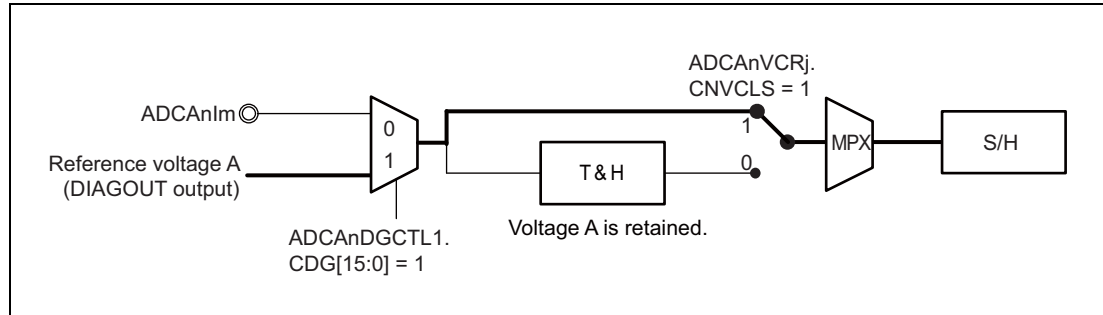 ADCAnVCRj.
CNVCLS = 1
ADCAnIm
0
1
1
MPX
S/H
Reference voltage A
(DIAGOUT output)
T & H
0
Voltage A is retained.
ADCAnDGCTL1.
CDG[15:0] = 1